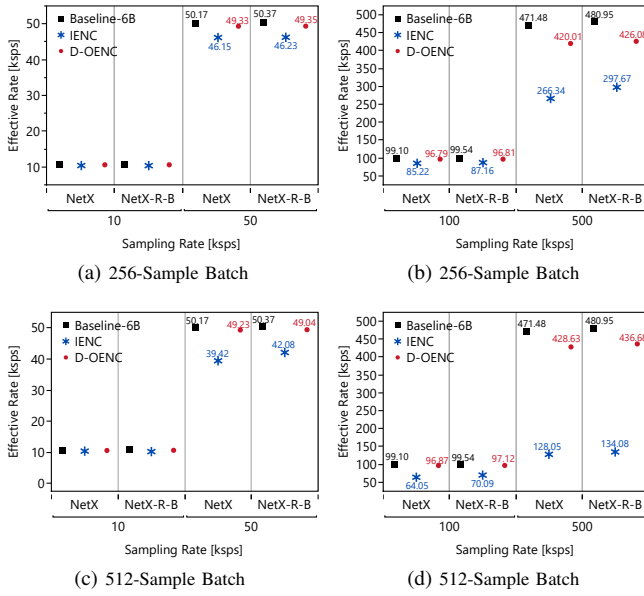 50.17
50.37
Baseline-6B
IENC
D-OENC
49.33
49.35
46.15
46.23
50
40
30
20
10
Effective Rate [ksps]
NetX
NetX-R-B
NetX
NetX-R-B
10
50
Sampling Rate [ksps]
(a) 256-Sample Batch
471.48
480.95
Baseline-6B
IENC
D-OENC
420.01
426.08
266.34
297.67
99.10
96.79
99.54
96.81
85.22
87.16
500
450
400
350
300
250
200
150
100
50
Effective Rate [ksps]
NetX
NetX-R-B
NetX
NetX-R-B
100
500
Sampling Rate [ksps]
(b) 256-Sample Batch
50.17
50.37
Baseline-6B
IENC
D-OENC
49.23
49.04
39.42
42.08
50
40
30
20
10
0
Effective Rate [ksps]
NetX
NetX-R-B
NetX
NetX-R-B
10
50
Sampling Rate [ksps]
(c) 512-Sample Batch
471.48
480.95
Baseline-6B
IENC
D-OENC
428.63
436.68
128.05
134.08
99.10
96.87
99.54
97.12
64.05
70.09
500
450
400
350
300
250
200
150
100
50
Effective Rate [ksps]
NetX
NetX-R-B
NetX
NetX-R-B
100
500
Sampling Rate [ksps]
(d) 512-Sample Batch